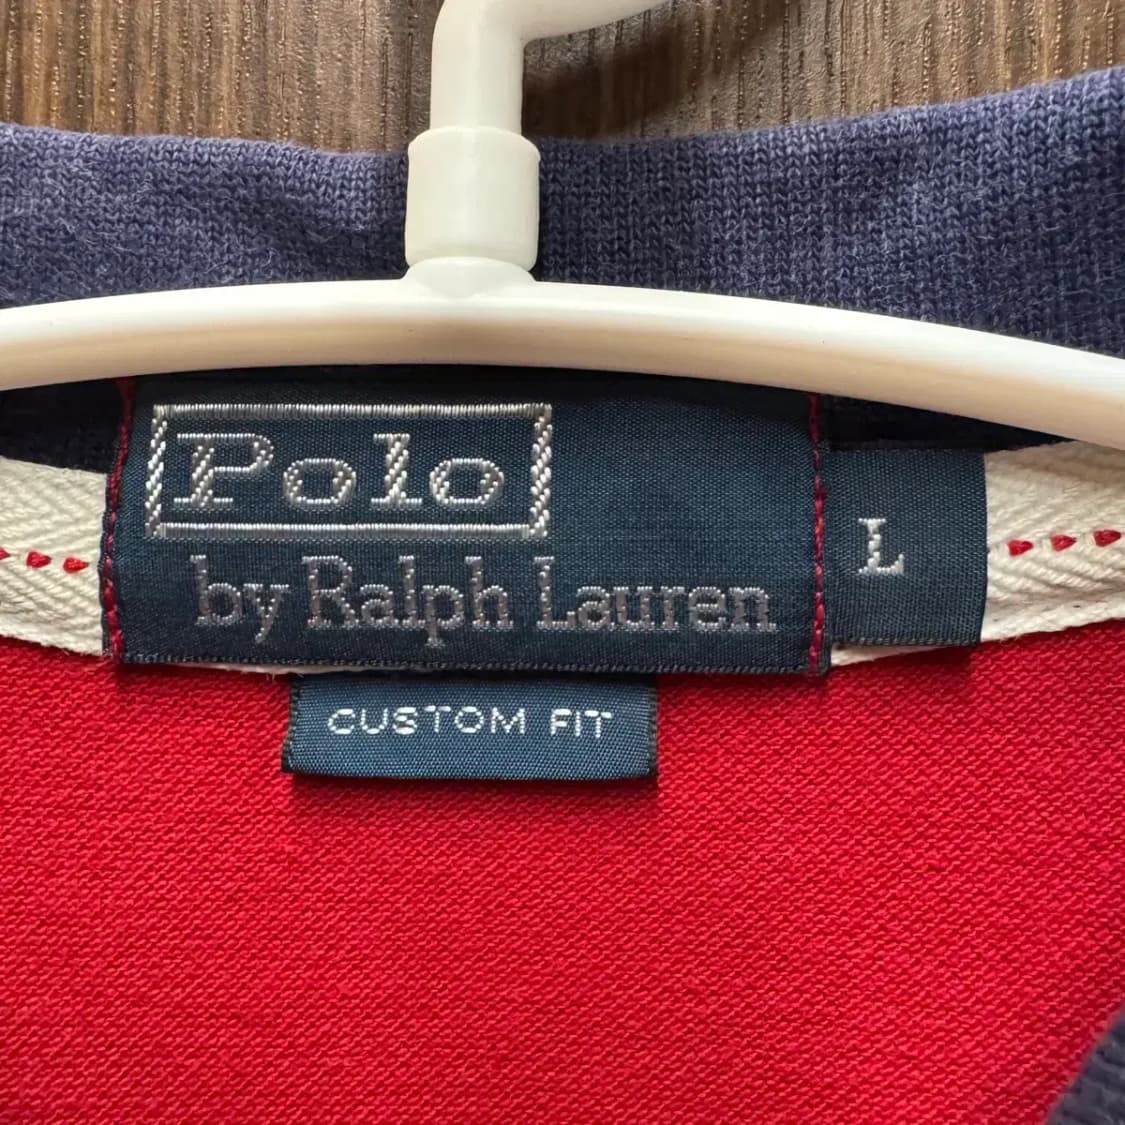 Polo
by Ralph Lauren
L
CUSTOM FIT